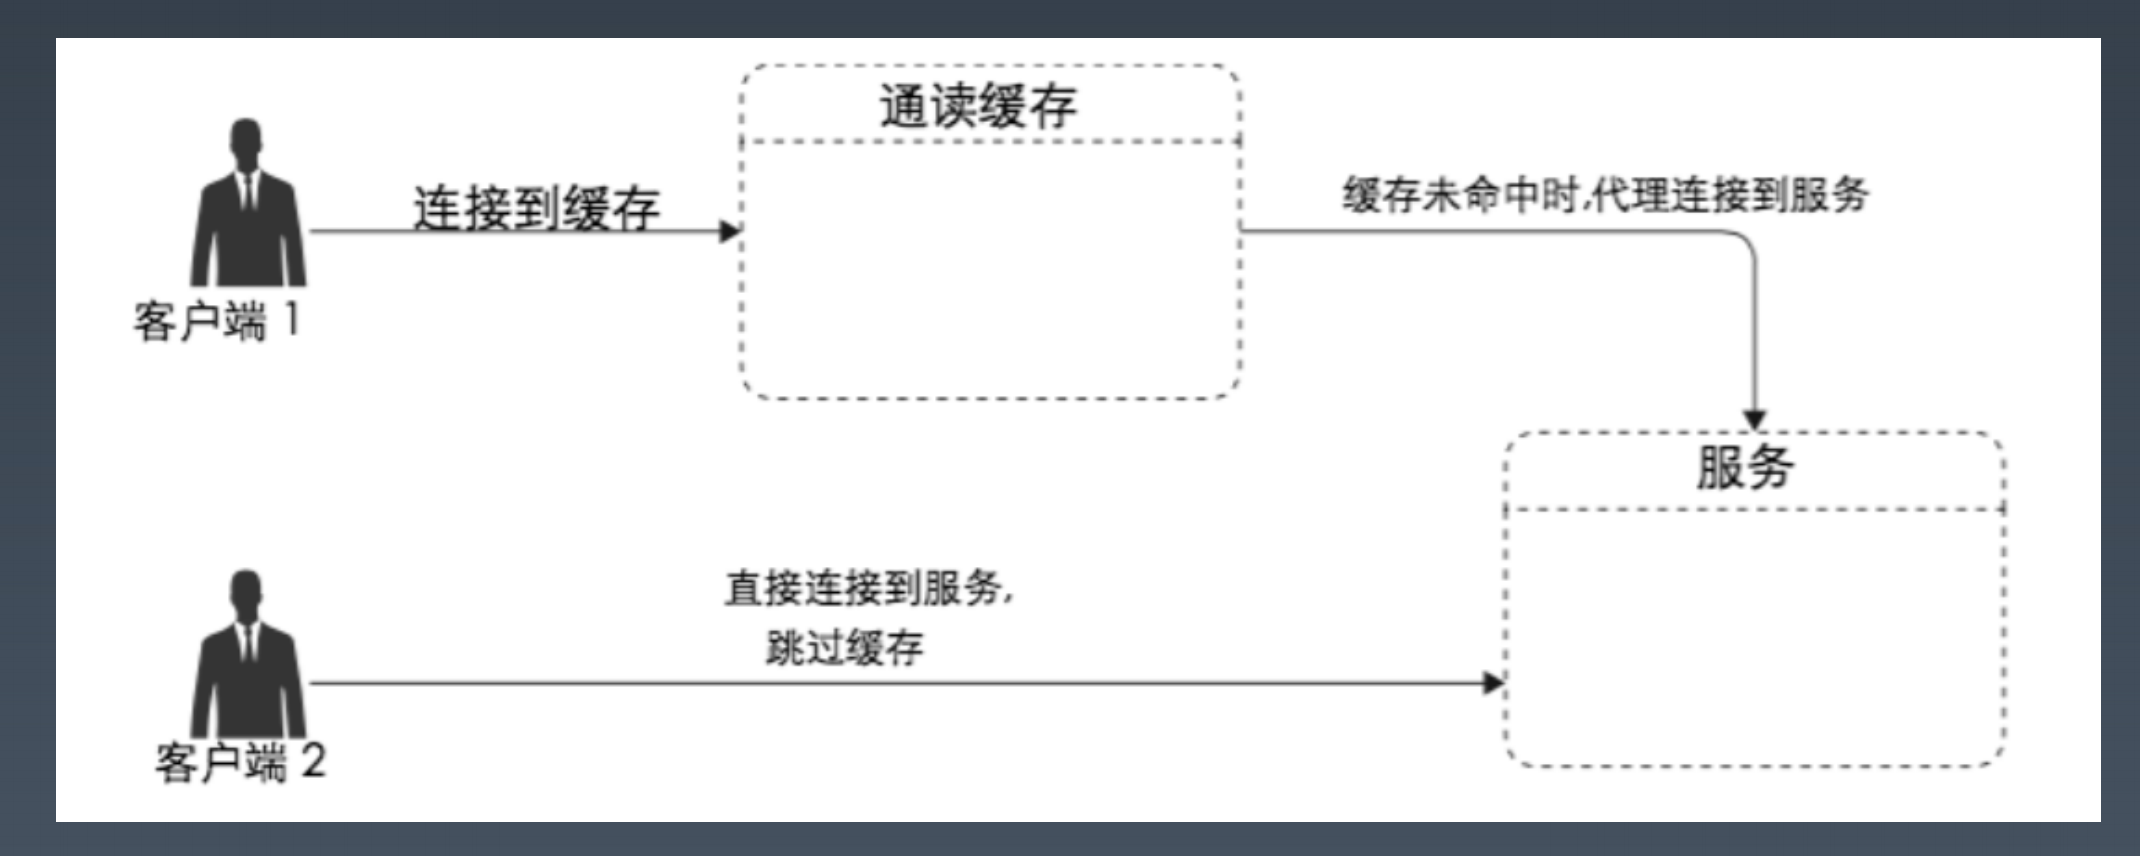 通读缓存
缓存未命中时,代理连接到服务
连接到缓存
客户端 1
服务
直接连接到服务,
跳过缓存
客户端 2